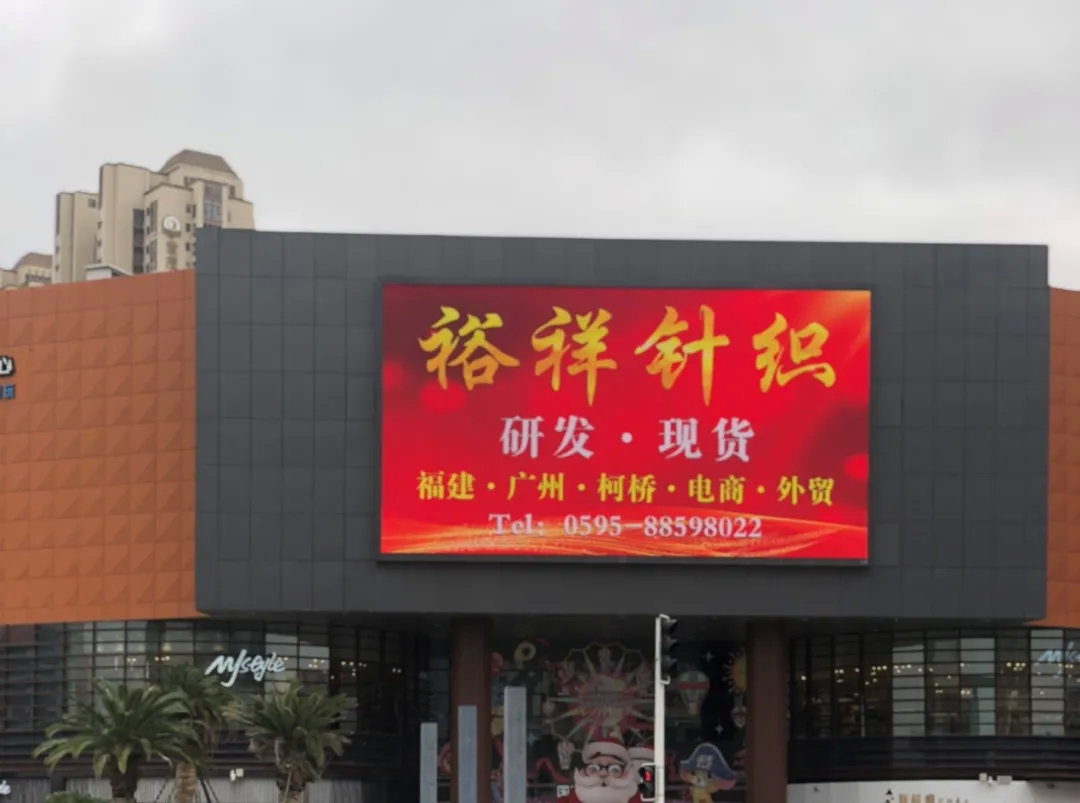 裕祥针织
研发·现货
福建·广州·柯桥·电商·外贸
Tel: 0595-88598022
Mjstyle